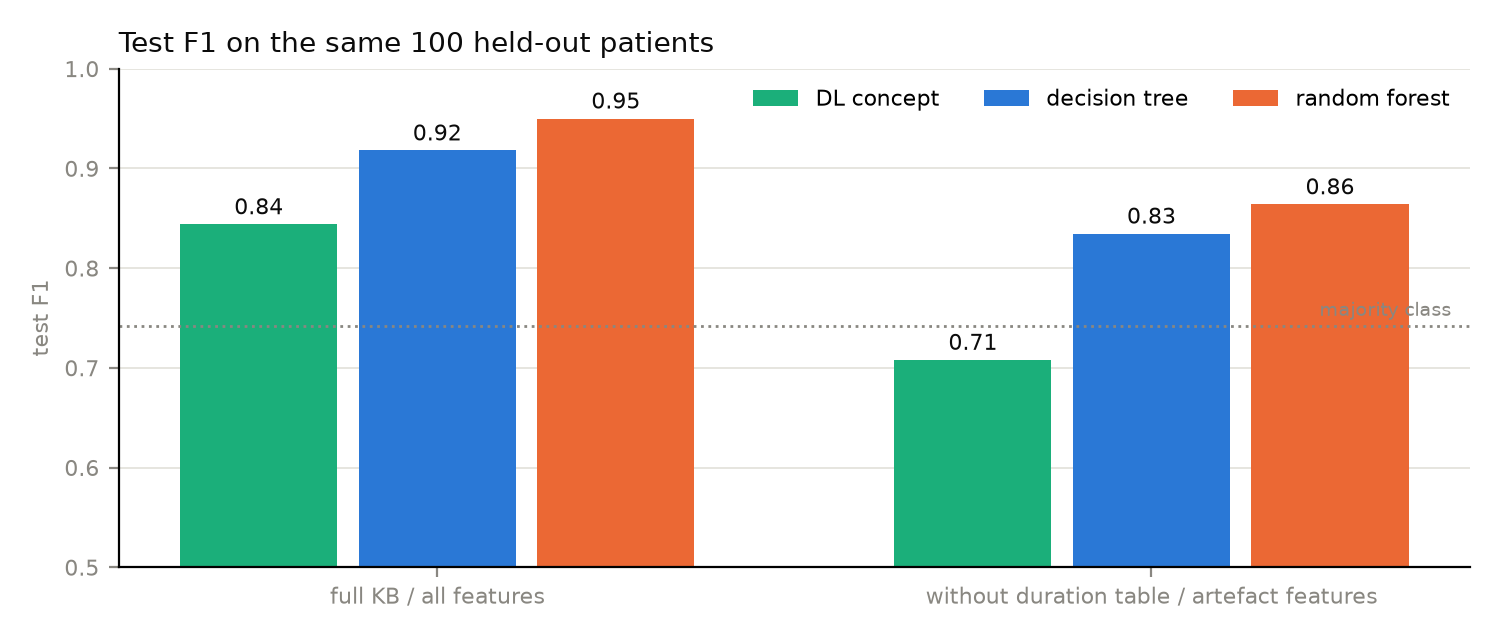 Test F1 on the same 100 held-out patients
DL concept
decision tree
random forest
test F1
1.0
0.9
0.8
0.7
0.6
0.5
0.84
0.92
0.95
0.71
0.83
0.86
majority class
full KB / all features
without duration table / artefact features